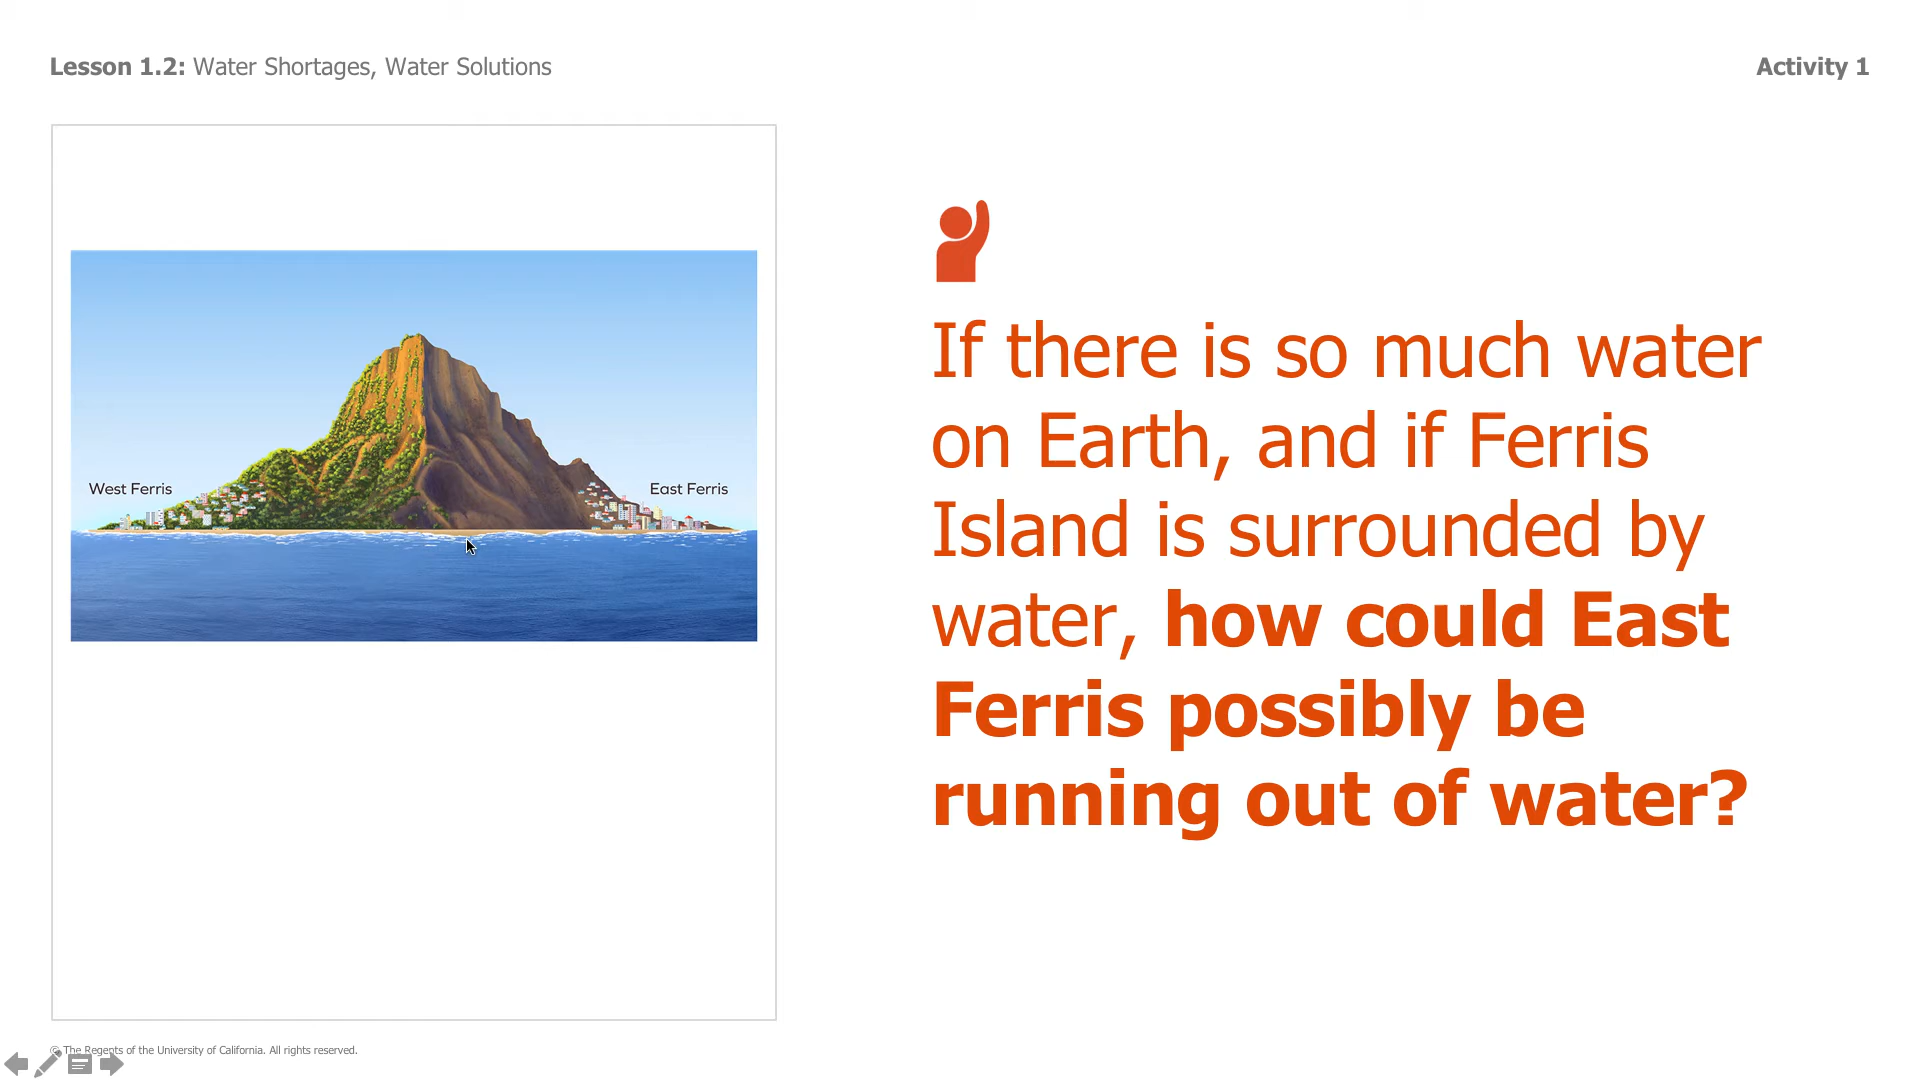 Lesson 1.2: Water Shortages, Water Solutions
Activity 1
West Ferris
East Ferris
If there is so much water
on Earth, and if Ferris
Island is surrounded by
water, how could East
Ferris possibly be
running out of water?
© The Regents of the University of California. All rights reserved.